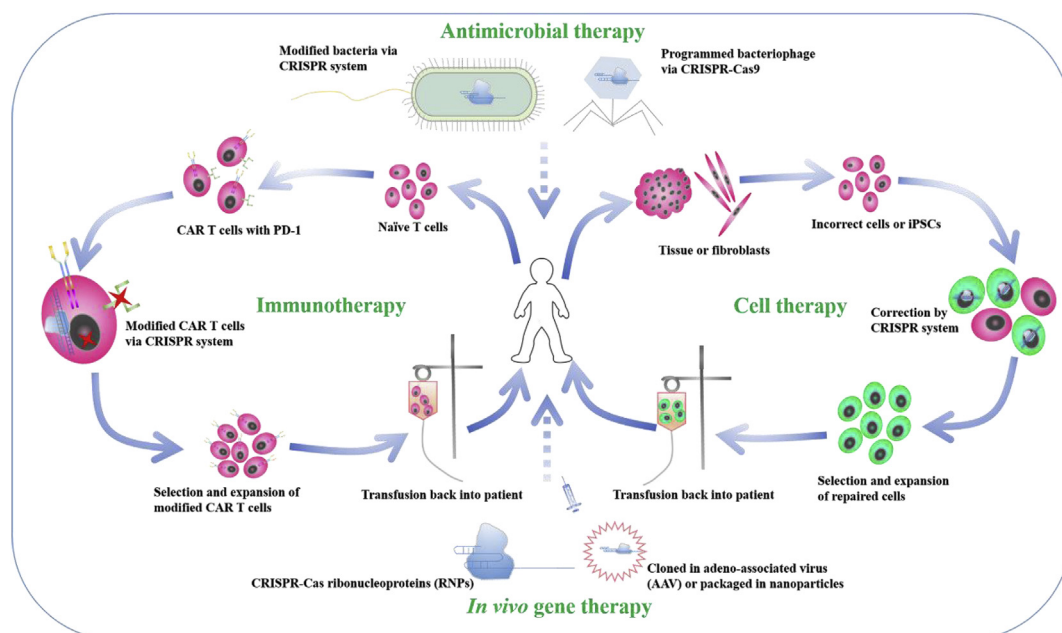 Antimicrobial therapy
Modified bacteria via
CRISPR system
Programmed bacteriophage
via CRISPR-Cas9
CAR T cells with PD-1
Naïve T cells
Tissue or fibroblasts
Incorrect cells or iPSCs
Immunotherapy
Cell therapy
Modified CAR T cells
via CRISPR system
Correction by
CRISPR system
Selection and expansion of
modified CAR T cells
Transfusion back into patient
Transfusion back into patient
Selection and expansion
of repaired cells
CRISPR-Cas ribonucleoproteins (RNPs)
Cloned in adeno-associated virus
(AAV) or packaged in nanoparticles
In vivo gene therapy